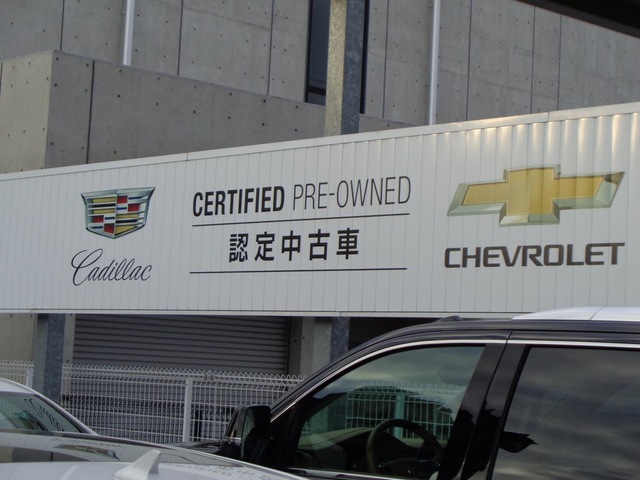 CERTIFIED PRE-OWNED
認定中古車
Cadillac
CHEVROLET